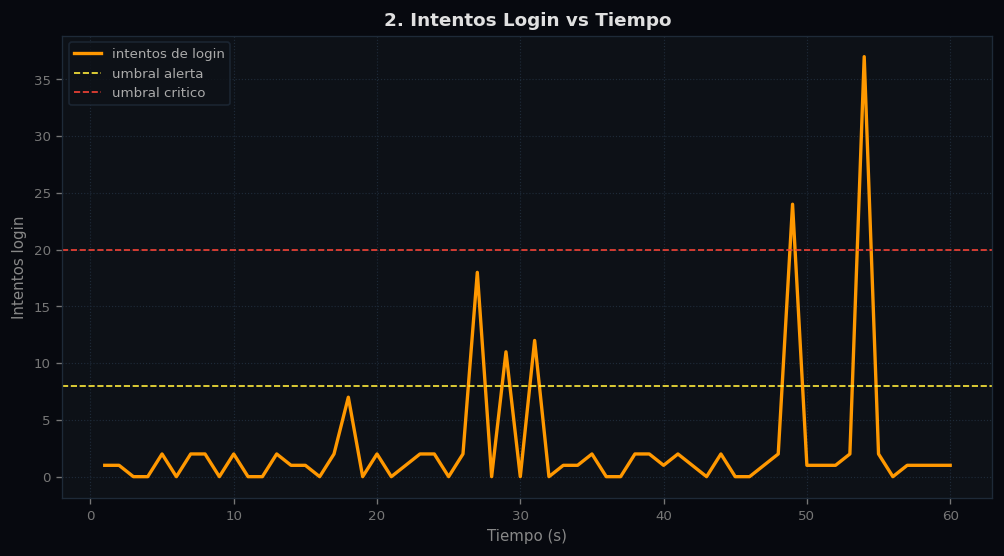 2. Intentos Login vs Tiempo
intentos de login
umbral alerta
umbral critico
Intentos login
35
30
25
20
15
10
5
0
0 10 20 30 40 50 60
Tiempo (s)